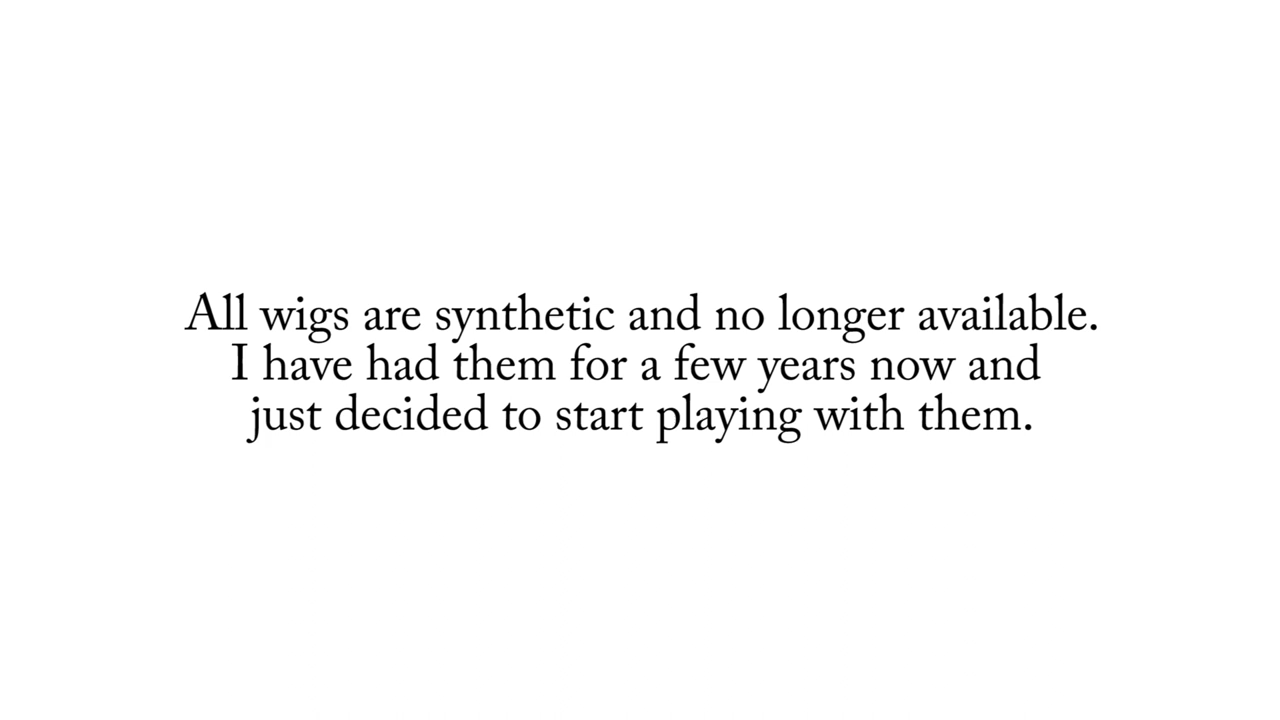 All wigs are synthetic and no longer available.
I have had them for a few years now and
just decided to start playing with them.